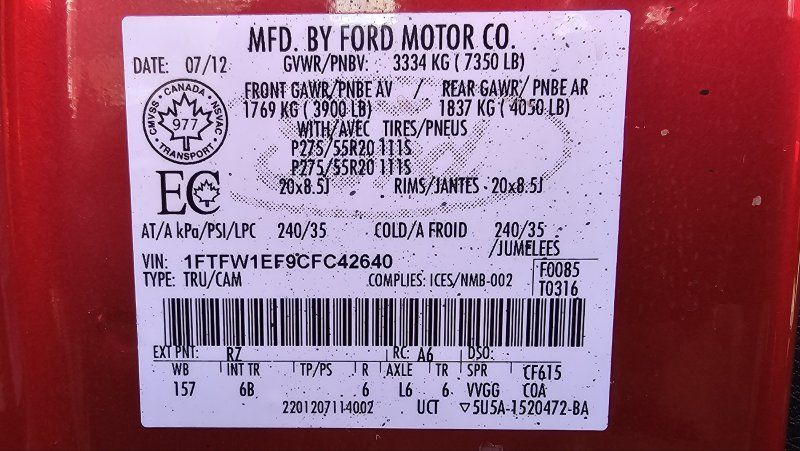 MFD. BY FORD MOTOR CO.
DATE: 07/12 GVWR/PNBV: 3334 KG ( 7350 LB)
FRONT GAWR/PNBE AV / REAR GAWR/ PNBE AR
1769 KG ( 3900 LB) 1837 KG ( 4050 LB)
WITH/AVEC TIRES/PNEUS
P275/55R20 111S
P275/55R20 111S
20x8.5J RIMS/JANTES - 20x8.5J
CMVSS · CANADA · NSVAC
977
TRANSPORT
EC
AT/A kPa/PSI/LPC 240/35 COLD/A FROID 240/35
/JUMELEES
VIN: 1FTFW1EF9CFC42640
TYPE: TRU/CAM COMPLIES: ICES/NMB-002
F0085
T0316
EXT PNT: RZ RC: A6 DSO:
WB INT TR TP/PS R AXLE TR SPR CF615
157 6B 6 L6 6 VVGG COA
2201207114002 UCT ▽5U5A-1520472-BA